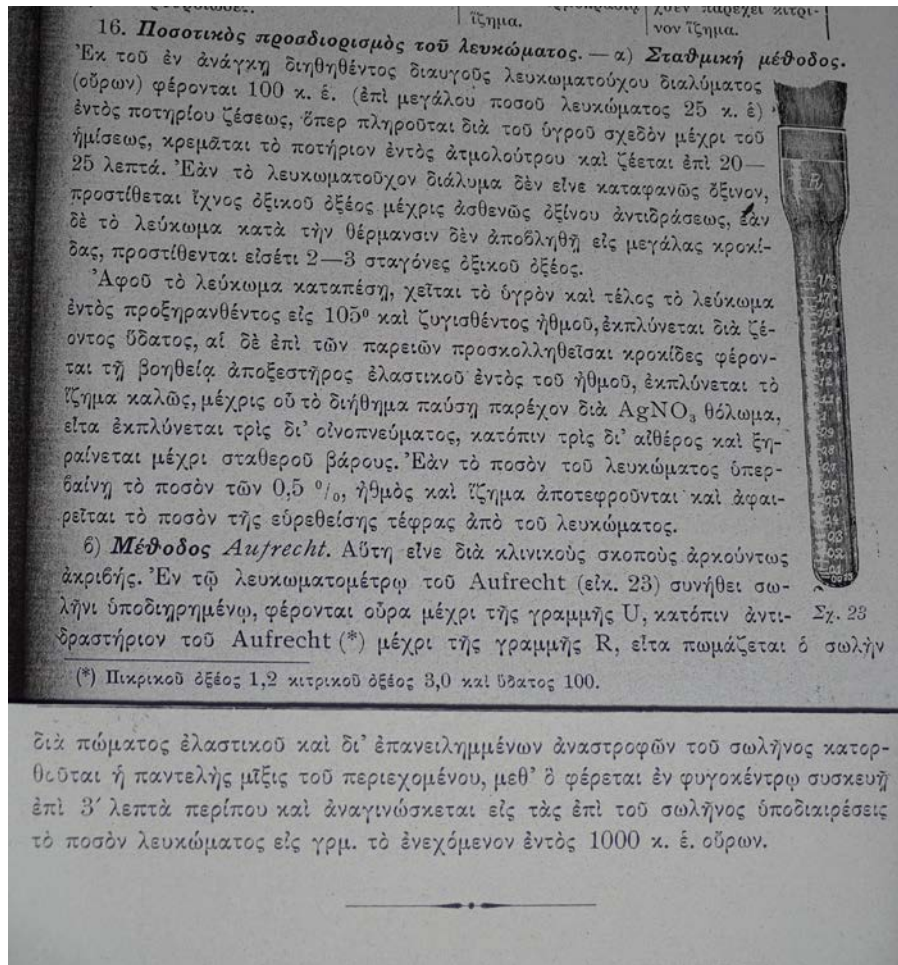 ἵζημα.
χθὲν παρέχει κιτρι-
νον ἵζημα.
16. Ποσοτικὸς προσδιορισμὸς τοῦ λευκώματος. — α) Σταθμικὴ μέθοδος.
Ἐκ τοῦ ἐν ἀνάγκῃ διηθηθέντος διαυγοῦς λευκωματούχου διαλύματος
(οὔρων) φέρονται 100 κ. ἑ. (ἐπὶ μεγάλου ποσοῦ λευκώματος 25 κ. ἑ)
ἐντὸς ποτηρίου ζέσεως, ὅπερ πληροῦται διὰ τοῦ ὑγροῦ σχεδὸν μέχρι τοῦ
ἡμίσεως, κρεμᾶται τὸ ποτήριον ἐντὸς ἀτμολούτρου καὶ ζέεται ἐπὶ 20—
25 λεπτά. Ἐὰν τὸ λευκωματοῦχον διάλυμα δὲν εἶνε καταφανῶς ὄξινον,
προστίθεται ἴχνος ὀξικοῦ ὀξέος μέχρις ἀσθενῶς ὀξίνου ἀντιδράσεως, ἐὰν
δὲ τὸ λεύκωμα κατὰ τὴν θέρμανσιν δὲν ἀποβληθῇ εἰς μεγάλας κροκί-
δας, προστίθενται εἰσέτι 2—3 σταγόνες ὀξικοῦ ὀξέος.
Ἀφοῦ τὸ λεύκωμα καταπέσῃ, χεῖται τὸ ὑγρὸν καὶ τέλος τὸ λεύκωμα
ἐντὸς προξηρανθέντος εἰς 105⁰ καὶ ζυγισθέντος ἠθμοῦ, ἐκπλύνεται διὰ ζέ-
οντος ὕδατος, αἱ δὲ ἐπὶ τῶν παρειῶν προσκολληθεῖσαι κροκίδες φέρον-
ται τῇ βοηθείᾳ ἀποξεστῆρος ἐλαστικοῦ ἐντὸς τοῦ ἠθμοῦ, ἐκπλύνεται τὸ
ἵζημα καλῶς, μέχρις οὗ τὸ διήθημα παύσῃ παρέχον διὰ AgNO₃ θόλωμα,
εἶτα ἐκπλύνεται τρὶς δι' οἰνοπνεύματος, κατόπιν τρὶς δι' αἰθέρος καὶ ξη-
ραίνεται μέχρι σταθεροῦ βάρους. Ἐὰν τὸ ποσὸν τοῦ λευκώματος ὑπερ-
βαίνῃ τὸ ποσὸν τῶν 0,5 ⁰/₀, ἠθμὸς καὶ ἵζημα ἀποτεφροῦνται καὶ ἀφαι-
ρεῖται τὸ ποσὸν τῆς εὑρεθείσης τέφρας ἀπὸ τοῦ λευκώματος.
β) Μέθοδος Aufrecht. Αὕτη εἶνε διὰ κλινικοὺς σκοποὺς ἀρκούντως
ἀκριβής. Ἐν τῷ λευκωματομέτρῳ τοῦ Aufrecht (εἰκ. 23) συνήθει σω-
λῆνι ὑποδιῃρημένῳ, φέρονται οὖρα μέχρι τῆς γραμμῆς U, κατόπιν ἀντι-
δραστήριον τοῦ Aufrecht (*) μέχρι τῆς γραμμῆς R, εἶτα πωμάζεται ὁ σωλὴν
R
Σχ. 23
(*) Πικρικοῦ ὀξέος 1,2 κιτρικοῦ ὀξέος 3,0 καὶ ὕδατος 100.
διὰ πώματος ἐλαστικοῦ καὶ δι' ἐπανειλημμένων ἀναστροφῶν τοῦ σωλῆνος κατορ-
θοῦται ἡ παντελὴς μῖξις τοῦ περιεχομένου, μεθ' ὃ φέρεται ἐν φυγοκέντρῳ συσκευῇ
ἐπὶ 3′ λεπτὰ περίπου καὶ ἀναγινώσκεται εἰς τὰς ἐπὶ τοῦ σωλῆνος ὑποδιαιρέσεις
τὸ ποσὸν λευκώματος εἰς γρμ. τὸ ἐνεχόμενον ἐντὸς 1000 κ. ἑ. οὔρων.